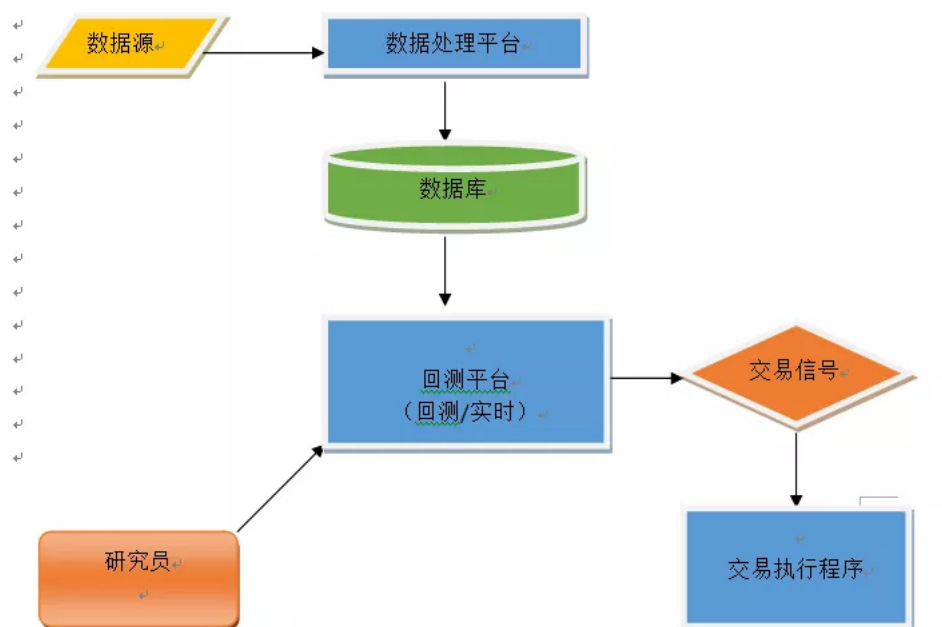 数据源
数据处理平台
数据库
回测平台
（回测/实时）
交易信号
研究员
交易执行程序